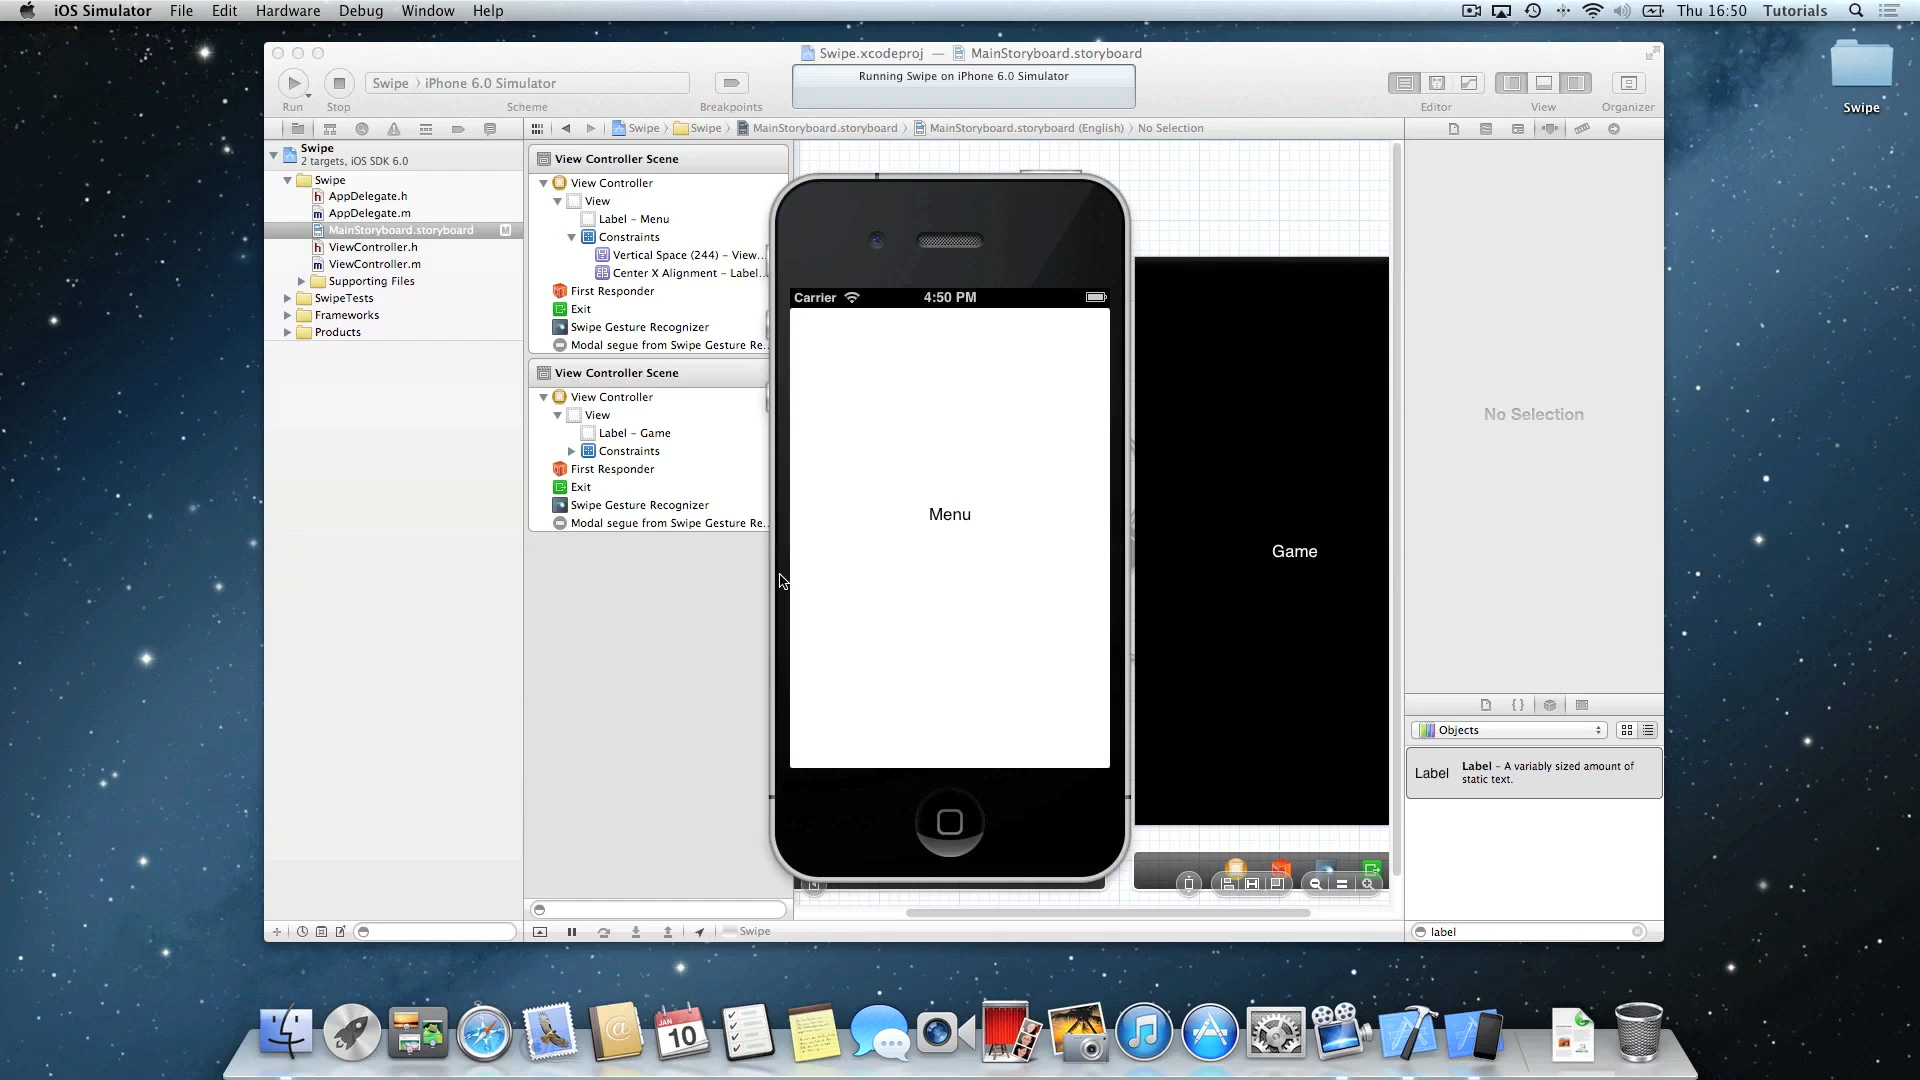 iOS Simulator File Edit Hardware Debug Window Help Thu 16:50 Tutorials
Swipe.xcodeproj — MainStoryboard.storyboard
Swipe
Running Swipe on iPhone 6.0 Simulator
Swipe 〉 iPhone 6.0 Simulator
Run Stop Scheme Breakpoints Editor View Organizer
Swipe 〉 Swipe 〉 MainStoryboard.storyboard 〉 MainStoryboard.storyboard (English) 〉 No Selection
Swipe
2 targets, iOS SDK 6.0
Swipe
AppDelegate.h
AppDelegate.m
MainStoryboard.storyboard M
ViewController.h
ViewController.m
Supporting Files
SwipeTests
Frameworks
Products
View Controller Scene
View Controller
View
Label – Menu
Constraints
Vertical Space (244) – View...
Center X Alignment – Label...
First Responder
Exit
Swipe Gesture Recognizer
Modal segue from Swipe Gesture Re...
View Controller Scene
View Controller
View
Label – Game
Constraints
First Responder
Exit
Swipe Gesture Recognizer
Modal segue from Swipe Gesture Re...
Carrier 4:50 PM
Menu
Game
No Selection
Objects
Label
Label – A variably sized amount of
static text.
label
Swipe
JAN
10